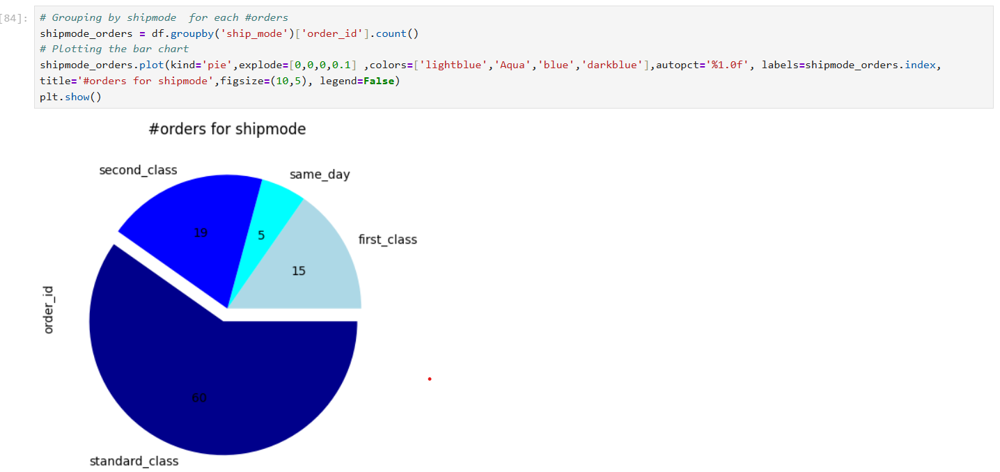 [84]:
# Grouping by shipmode  for each #orders
shipmode_orders = df.groupby('ship_mode')['order_id'].count()
# Plotting the bar chart
shipmode_orders.plot(kind='pie',explode=[0,0,0,0.1] ,colors=['lightblue','Aqua','blue','darkblue'],autopct='%1.0f', labels=shipmode_orders.index,
title='#orders for shipmode',figsize=(10,5), legend=False)
plt.show()
#orders for shipmode
second_class
same_day
19
5
first_class
15
order_id
60
standard_class